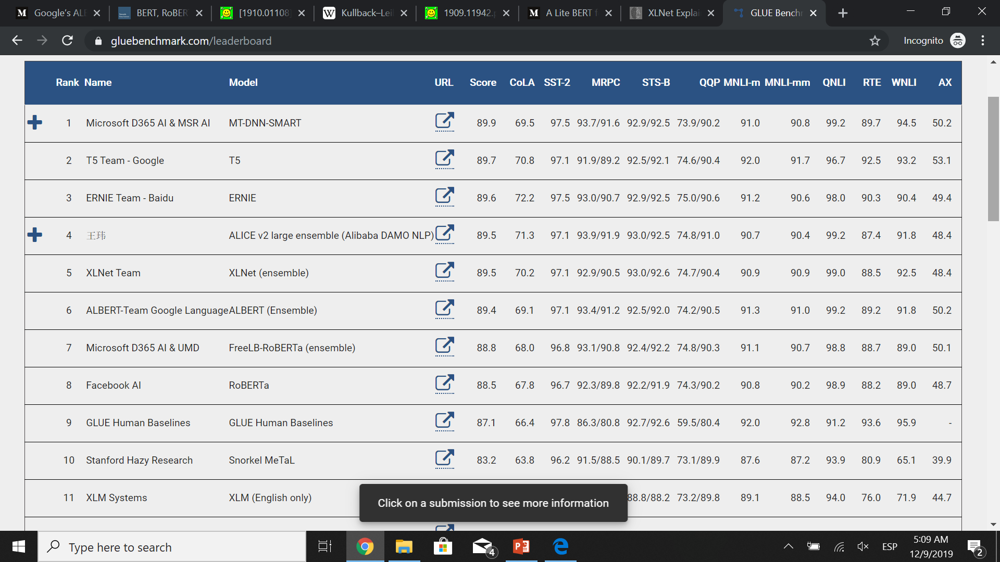 Google's ALB
BERT, RoBER
[1910.01108]
Kullback–Lei
1909.11942.p
A Lite BERT f
XLNet Explai
GLUE Bench
gluebenchmark.com/leaderboard
Incognito
Rank Name Model URL Score CoLA SST-2 MRPC STS-B QQP MNLI-m MNLI-mm QNLI RTE WNLI AX
1 Microsoft D365 AI & MSR AI MT-DNN-SMART 89.9 69.5 97.5 93.7/91.6 92.9/92.5 73.9/90.2 91.0 90.8 99.2 89.7 94.5 50.2
2 T5 Team - Google T5 89.7 70.8 97.1 91.9/89.2 92.5/92.1 74.6/90.4 92.0 91.7 96.7 92.5 93.2 53.1
3 ERNIE Team - Baidu ERNIE 89.6 72.2 97.5 93.0/90.7 92.9/92.5 75.0/90.6 91.2 90.6 98.0 90.3 90.4 49.4
4 王玮 ALICE v2 large ensemble (Alibaba DAMO NLP) 89.5 71.3 97.1 93.9/91.9 93.0/92.5 74.8/91.0 90.7 90.4 99.2 87.4 91.8 48.4
5 XLNet Team XLNet (ensemble) 89.5 70.2 97.1 92.9/90.5 93.0/92.6 74.7/90.4 90.9 90.9 99.0 88.5 92.5 48.4
6 ALBERT-Team Google Language ALBERT (Ensemble) 89.4 69.1 97.1 93.4/91.2 92.5/92.0 74.2/90.5 91.3 91.0 99.2 89.2 91.8 50.2
7 Microsoft D365 AI & UMD FreeLB-RoBERTa (ensemble) 88.8 68.0 96.8 93.1/90.8 92.4/92.2 74.8/90.3 91.1 90.7 98.8 88.7 89.0 50.1
8 Facebook AI RoBERTa 88.5 67.8 96.7 92.3/89.8 92.2/91.9 74.3/90.2 90.8 90.2 98.9 88.2 89.0 48.7
9 GLUE Human Baselines GLUE Human Baselines 87.1 66.4 97.8 86.3/80.8 92.7/92.6 59.5/80.4 92.0 92.8 91.2 93.6 95.9 -
10 Stanford Hazy Research Snorkel MeTaL 83.2 63.8 96.2 91.5/88.5 90.1/89.7 73.1/89.9 87.6 87.2 93.9 80.9 65.1 39.9
11 XLM Systems XLM (English only) 88.8/88.2 73.2/89.8 89.1 88.5 94.0 76.0 71.9 44.7
Click on a submission to see more information
Type here to search
4
ESP
5:09 AM
12/9/2019
2